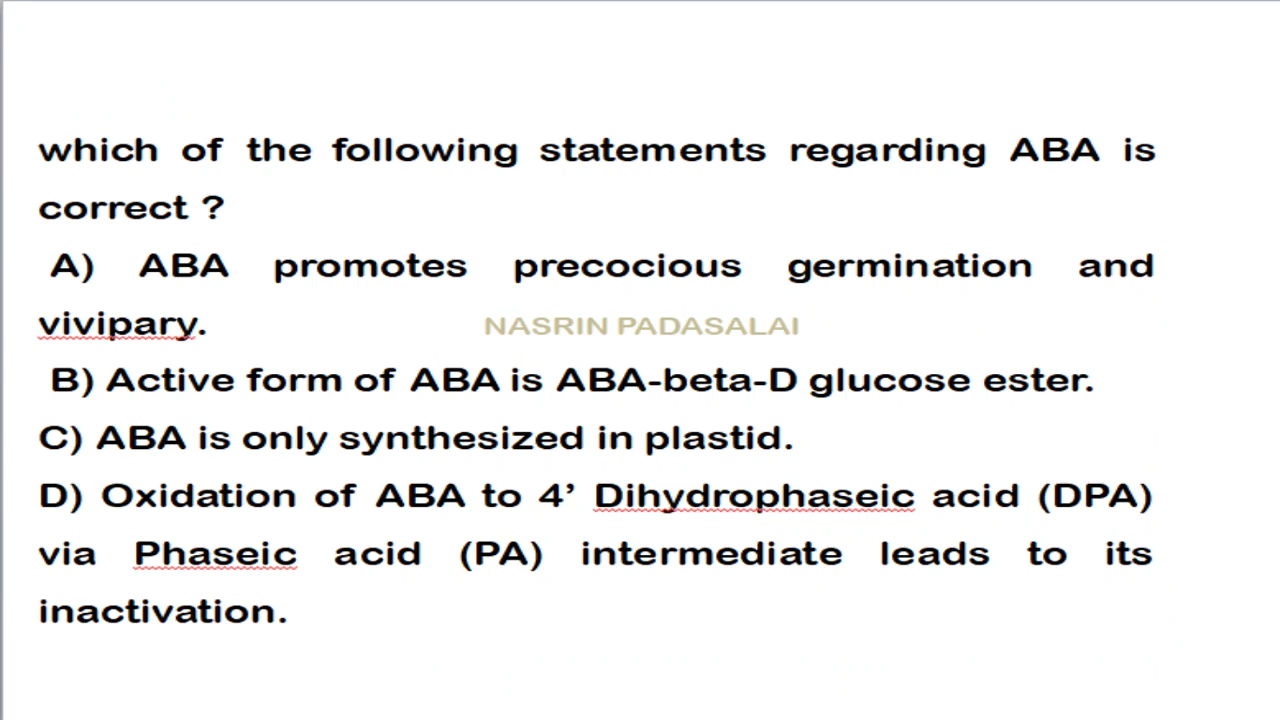 which of the following statements regarding ABA is
correct ?
A) ABA promotes precocious germination and
vivipary.
NASRIN PADASALAI
B) Active form of ABA is ABA-beta-D glucose ester.
C) ABA is only synthesized in plastid.
D) Oxidation of ABA to 4’ Dihydrophaseic acid (DPA)
via Phaseic acid (PA) intermediate leads to its
inactivation.